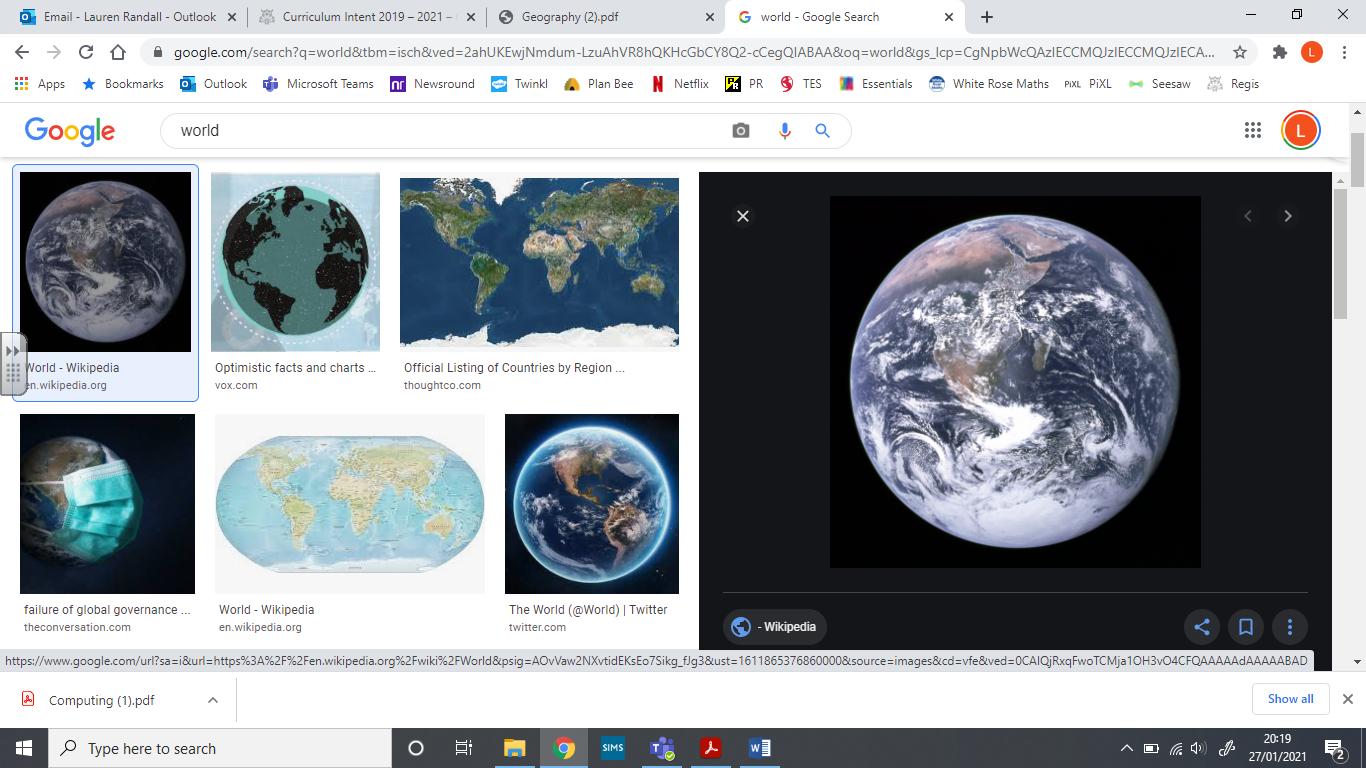 Email - Lauren Randall - Outlook
Curriculum Intent 2019 – 2021 –
Geography (2).pdf
world - Google Search
google.com/search?q=world&tbm=isch&ved=2ahUKEwjNmdum-LzuAhVR8hQKHcGbCY8Q2-cCegQIABAA&oq=world&gs_lcp=CgNpbWcQAzIECCMQJzIECCMQJzIECA...
L
Apps
Bookmarks
Outlook
Microsoft Teams
nr Newsround
Twinkl
Plan Bee
N Netflix
PR
TES
Essentials
White Rose Maths
PiXL PiXL
Seesaw
Regis
Google
world
L
World - Wikipedia
en.wikipedia.org
Optimistic facts and charts ...
vox.com
Official Listing of Countries by Region ...
thoughtco.com
failure of global governance ...
theconversation.com
World - Wikipedia
en.wikipedia.org
The World (@World) | Twitter
twitter.com
- Wikipedia
https://www.google.com/url?sa=i&url=https%3A%2F%2Fen.wikipedia.org%2Fwiki%2FWorld&psig=AOvVaw2NXvtidEKsEo7Sikg_fJg3&ust=1611865376860000&source=images&cd=vfe&ved=0CAIQjRxqFwoTCMja1OH3vO4CFQAAAAAdAAAAABAD
Computing (1).pdf
Show all
Type here to search
SIMS
20:19
27/01/2021
2